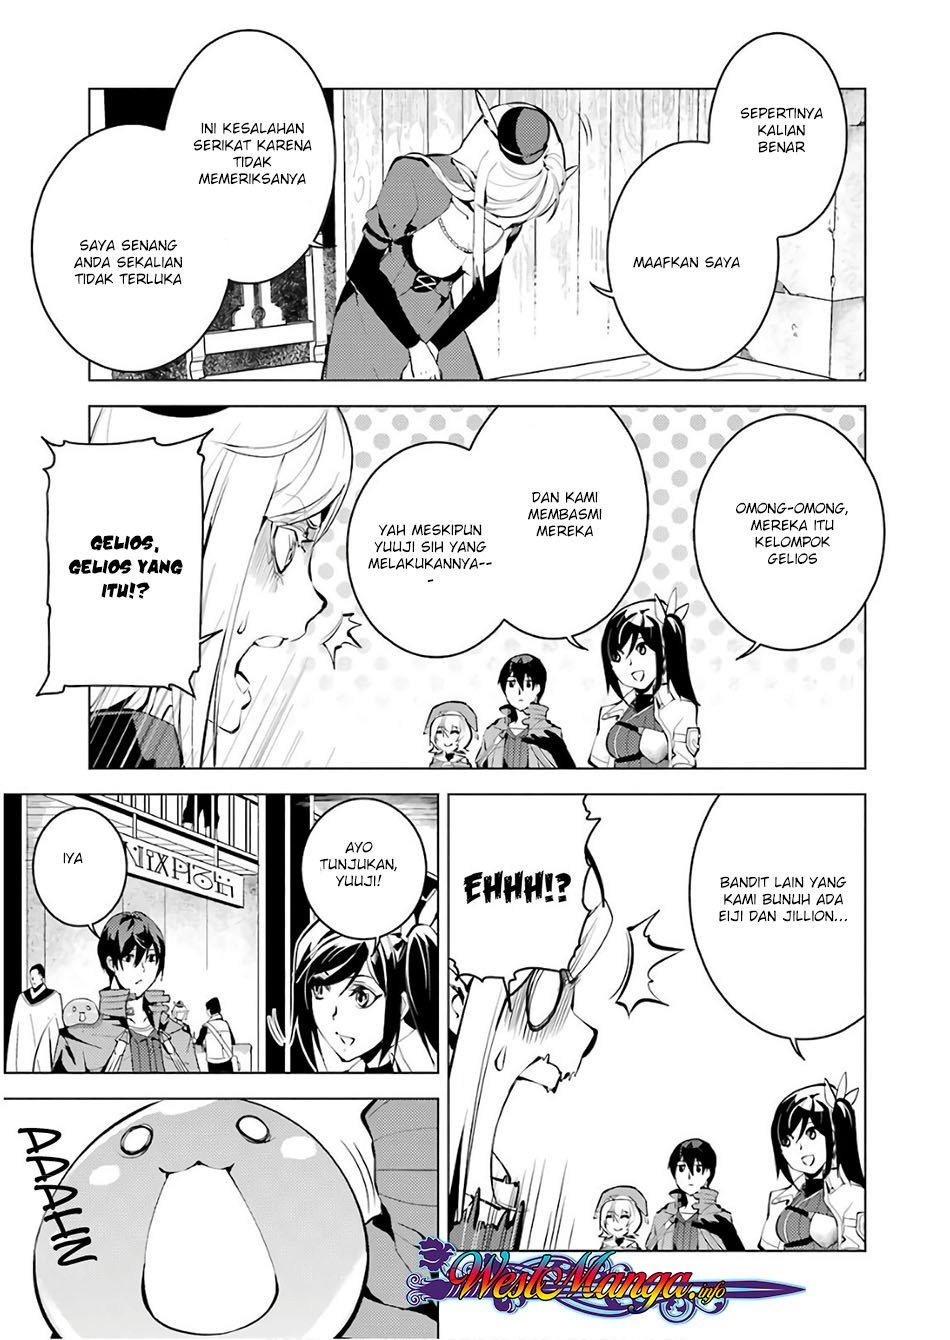 SEPERTINYA
KALIAN
BENAR
MAAFKAN SAYA
INI KESALAHAN
SERIKAT KARENA
TIDAK
MEMERIKSANYA
SAYA SENANG
ANDA SEKALIAN
TIDAK TERLUKA
OMONG-OMONG,
MEREKA ITU
KELOMPOK
GELIOS
DAN KAMI
MEMBASMI
MEREKA
YAH MESKIPUN
YUUJI SIH YANG
MELAKUKANNYA--
-
GELIOS,
GELIOS YANG
ITU!?
BANDIT LAIN YANG
KAMI BUNUH ADA
EIJI DAN JILLION...
EHHH!?
AYO
TUNJUKAN,
YUUJI!
IYA
AAAHN
WestManga.info